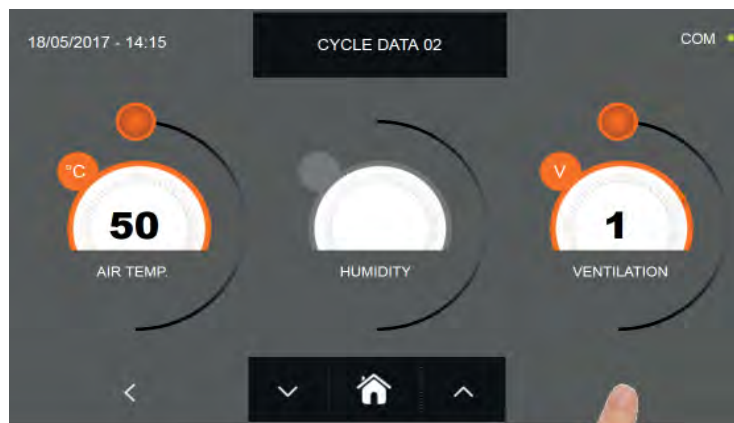 18/05/2017 - 14:15
CYCLE DATA 02
COM
°C
50
AIR TEMP.
HUMIDITY
V
1
VENTILATION